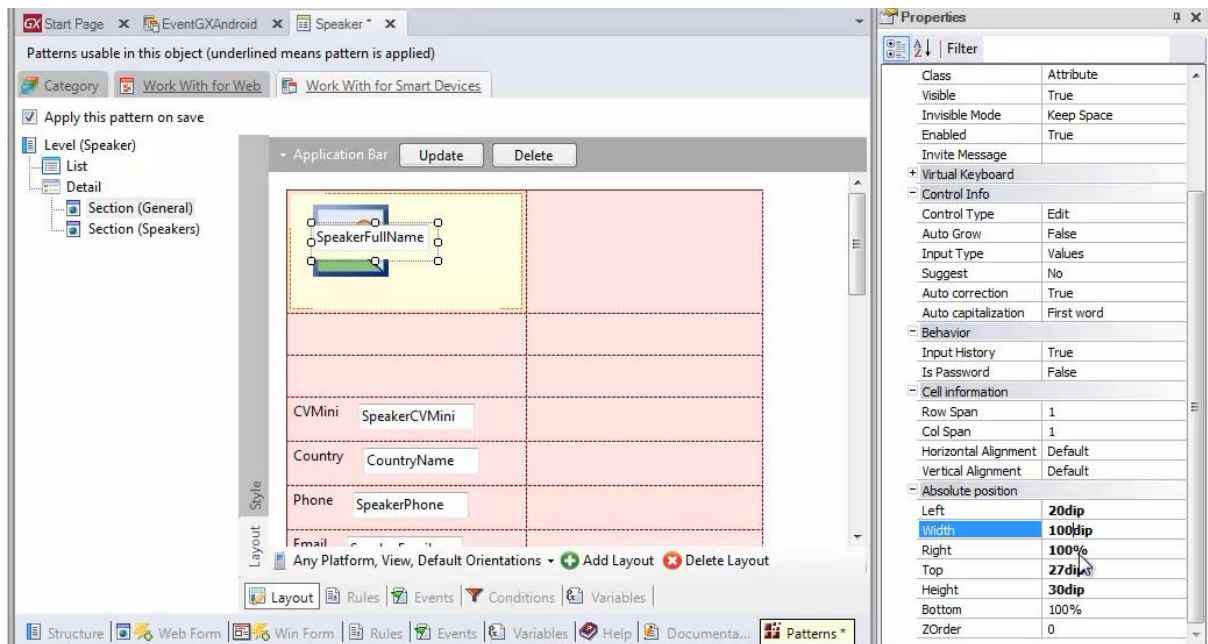 GX Start Page x EventGXAndroid x Speaker * x
Patterns usable in this object (underlined means pattern is applied)
Category Work With for Web Work With for Smart Devices
Apply this pattern on save
Level (Speaker)
List
Detail
Section (General)
Section (Speakers)
Application Bar Update Delete
SpeakerFullName
CVMini SpeakerCVMini
Country CountryName
Phone SpeakerPhone
Email
Style
Layout
Any Platform, View, Default Orientations Add Layout Delete Layout
Layout Rules Events Conditions Variables
Structure Web Form Win Form Rules Events Variables Help Documenta... Patterns *
Properties
Filter
Class Attribute
Visible True
Invisible Mode Keep Space
Enabled True
Invite Message
Virtual Keyboard
Control Info
Control Type Edit
Auto Grow False
Input Type Values
Suggest No
Auto correction True
Auto capitalization First word
Behavior
Input History True
Is Password False
Cell information
Row Span 1
Col Span 1
Horizontal Alignment Default
Vertical Alignment Default
Absolute position
Left 20dip
Width 100dip
Right 100%
Top 27dip
Height 30dip
Bottom 100%
ZOrder 0